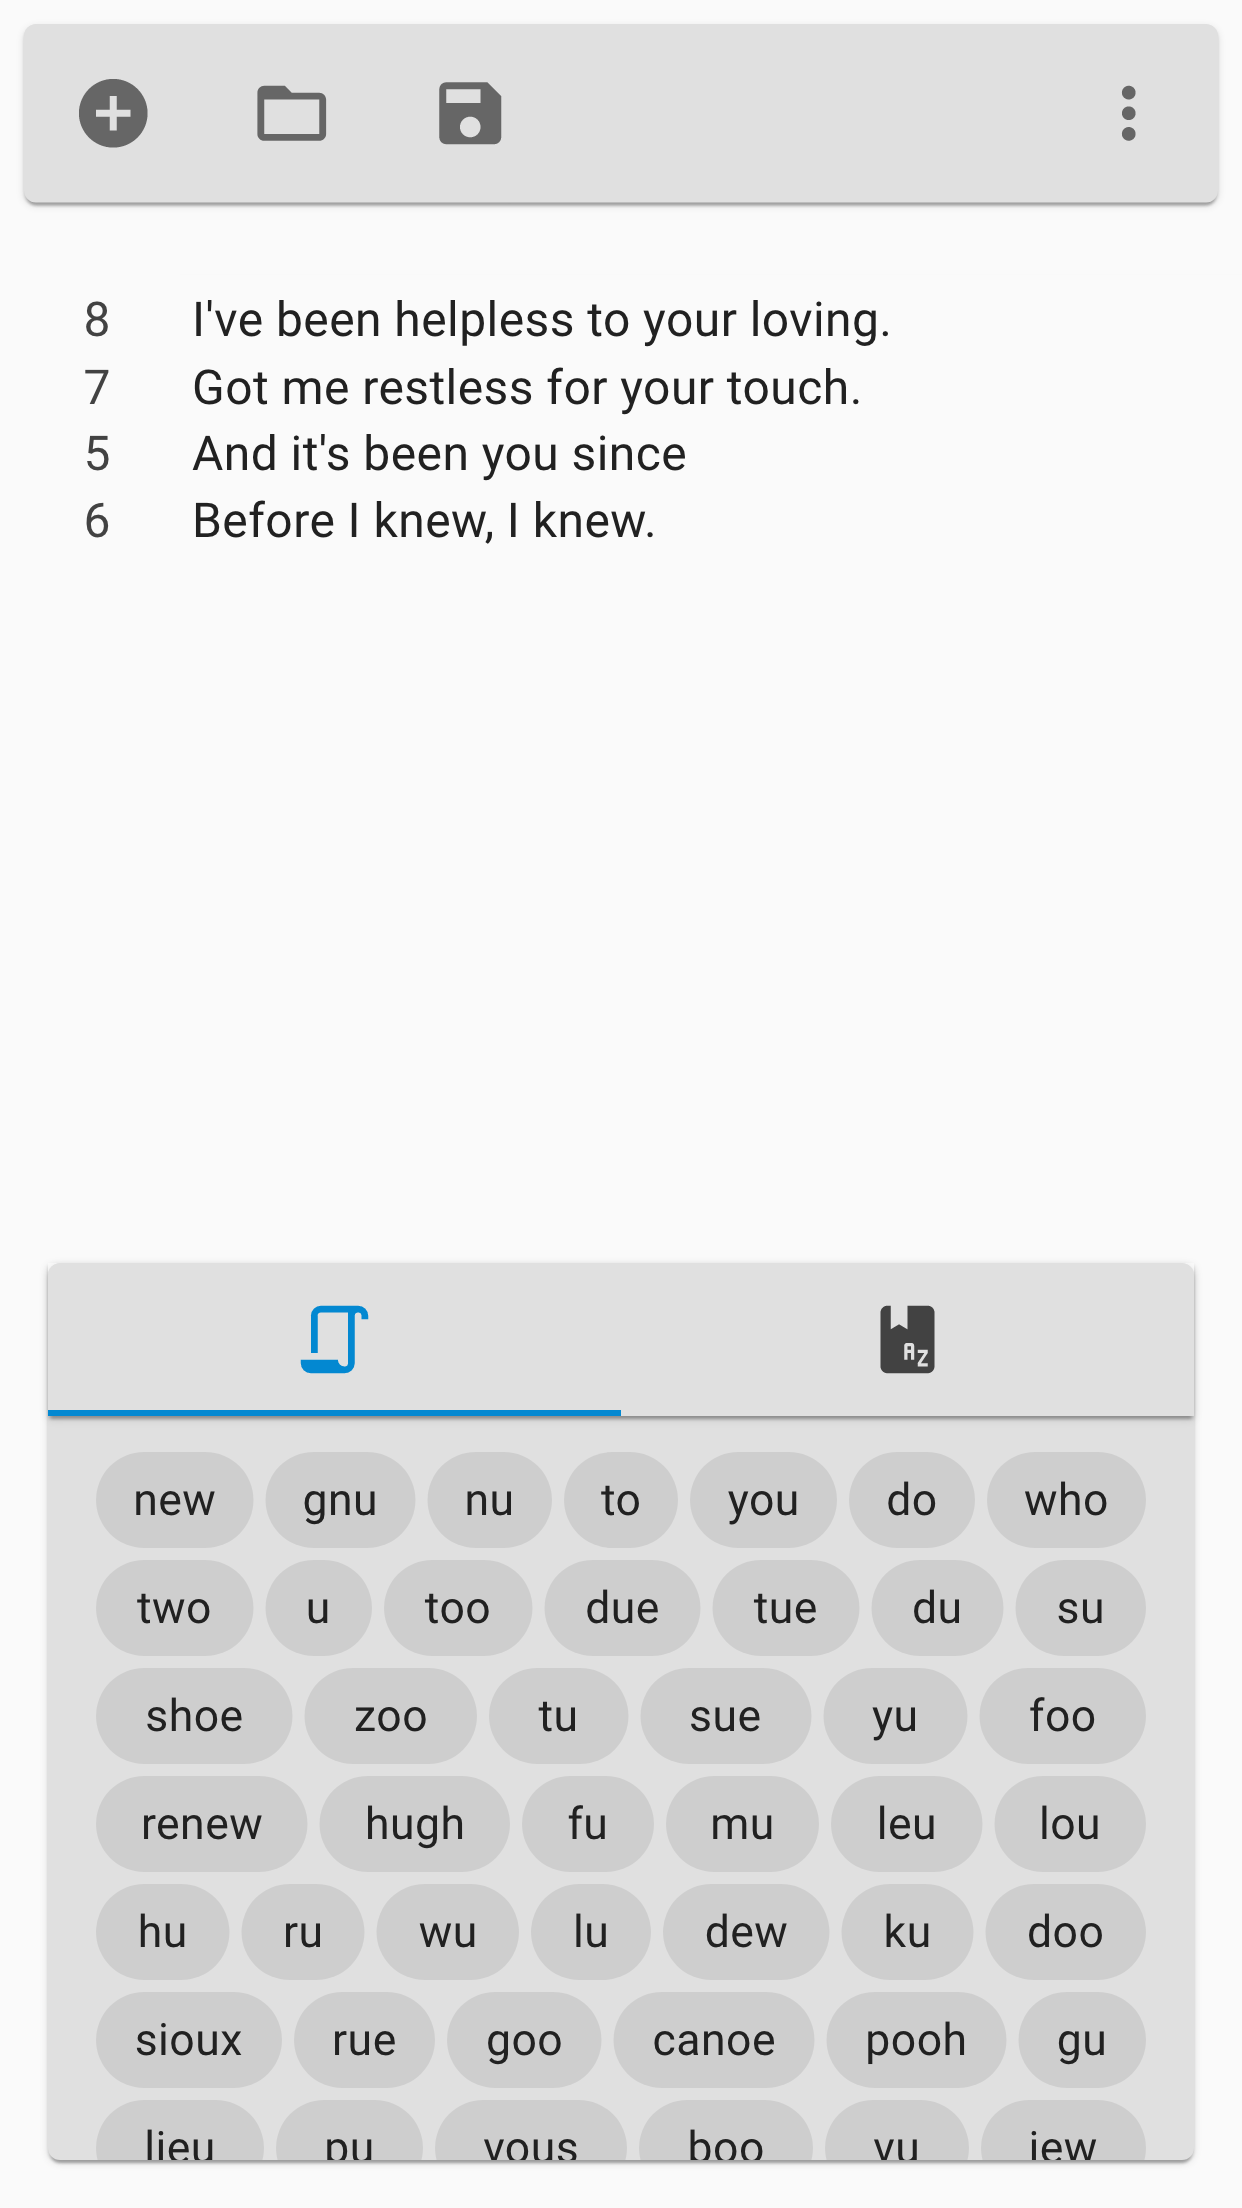 8 I've been helpless to your loving.
7 Got me restless for your touch.
5 And it's been you since
6 Before I knew, I knew.
AZ
new gnu nu to you do who
two u too due tue du su
shoe zoo tu sue yu foo
renew hugh fu mu leu lou
hu ru wu lu dew ku doo
sioux rue goo canoe pooh gu
lieu pu vous boo vu jew